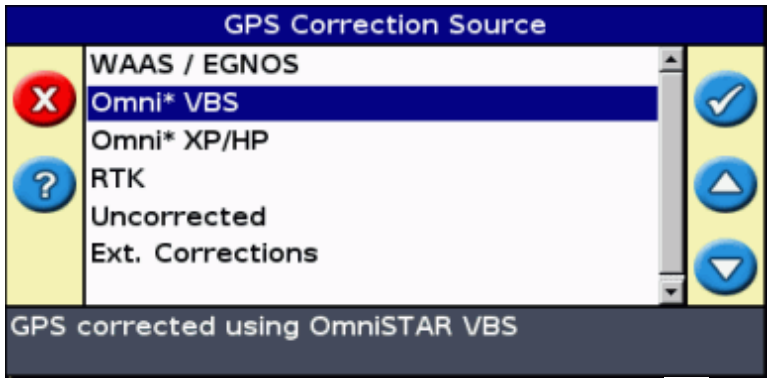 GPS Correction Source
WAAS / EGNOS
Omni* VBS
Omni* XP/HP
RTK
Uncorrected
Ext. Corrections
GPS corrected using OmniSTAR VBS